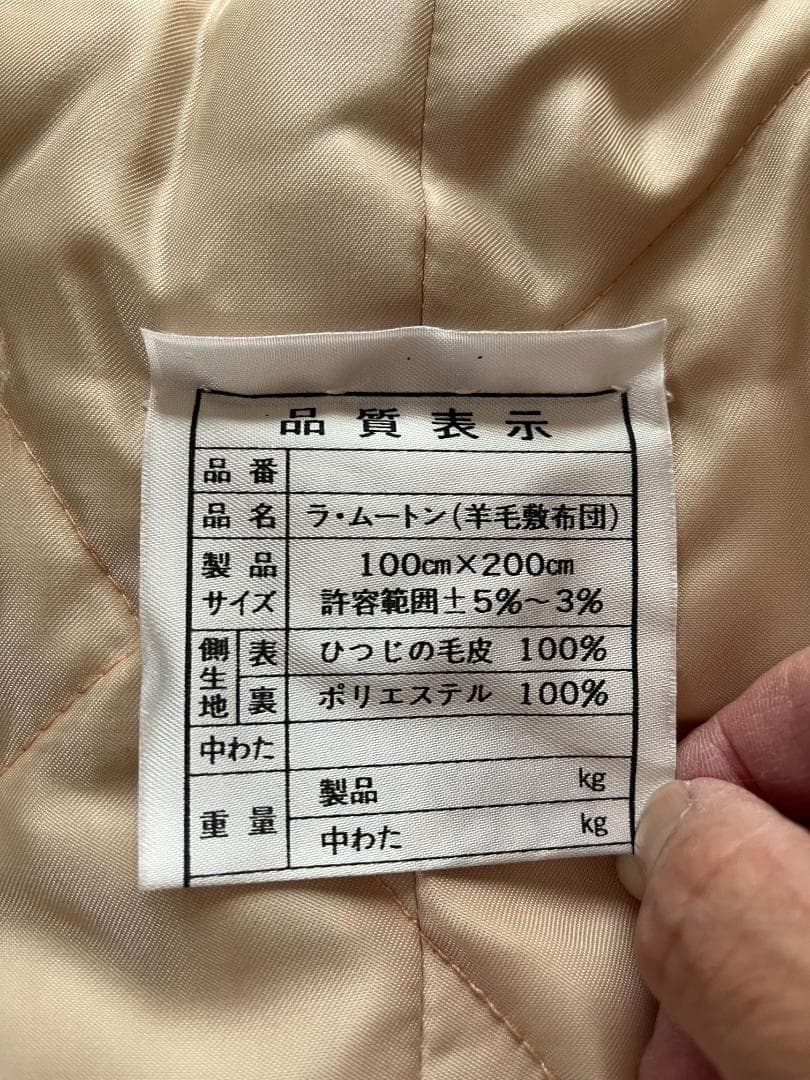 品質表示
品番
品名 ラ・ムートン(羊毛敷布団)
製品サイズ 100㎝×200㎝
許容範囲±5%~3%
側生地 表 ひつじの毛皮 100%
裏 ポリエステル 100%
中わた
重量 製品 kg
中わた kg